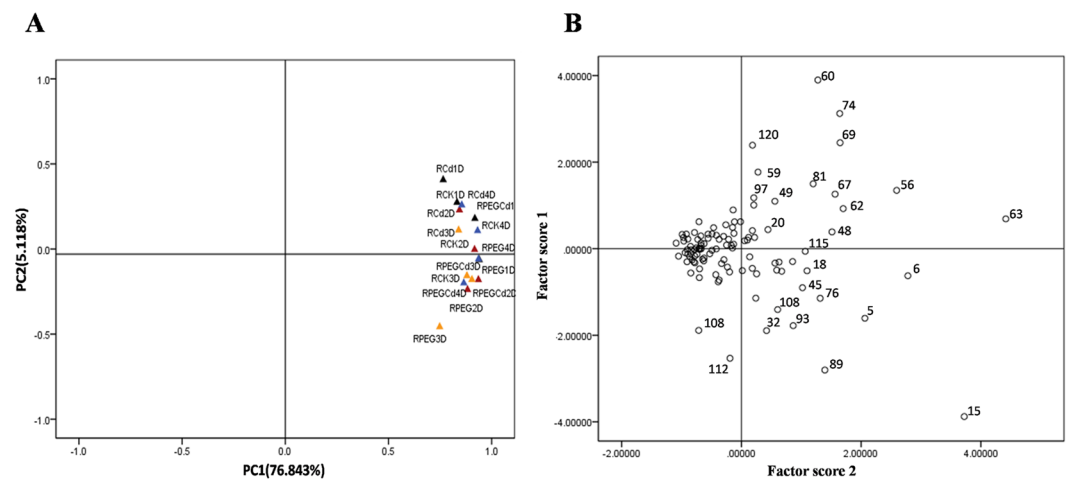 A
B
1.0
0.5
0.0
-0.5
-1.0
PC2(5.118%)
RCd1D
RCK1D RCd4D
RCd2D RPEGCd1
RCd3D RCK4D
RCK2D RPEG4D
RPEGCd3D RPEG1D
RCK3D
RPEGCd4D RPEGCd2D
RPEG2D
RPEG3D
-1.0 -0.5 0.0 0.5 1.0
PC1(76.843%)
4.00000
2.00000
.00000
-2.00000
-4.00000
Factor score 1
60
74
120 69
59 81 67 56
97 49 62 63
20 48
115
18 6
45
108 76
108 32 93 5
112 89
15
-2.00000 .00000 2.00000 4.00000
Factor score 2